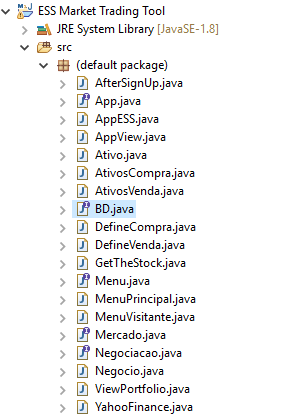 ESS Market Trading Tool
JRE System Library [JavaSE-1.8]
src
(default package)
AfterSignUp.java
App.java
AppESS.java
AppView.java
Ativo.java
AtivosCompra.java
AtivosVenda.java
BD.java
DefineCompra.java
DefineVenda.java
GetTheStock.java
Menu.java
MenuPrincipal.java
MenuVisitante.java
Mercado.java
Negociacao.java
Negocio.java
ViewPortfolio.java
YahooFinance.java